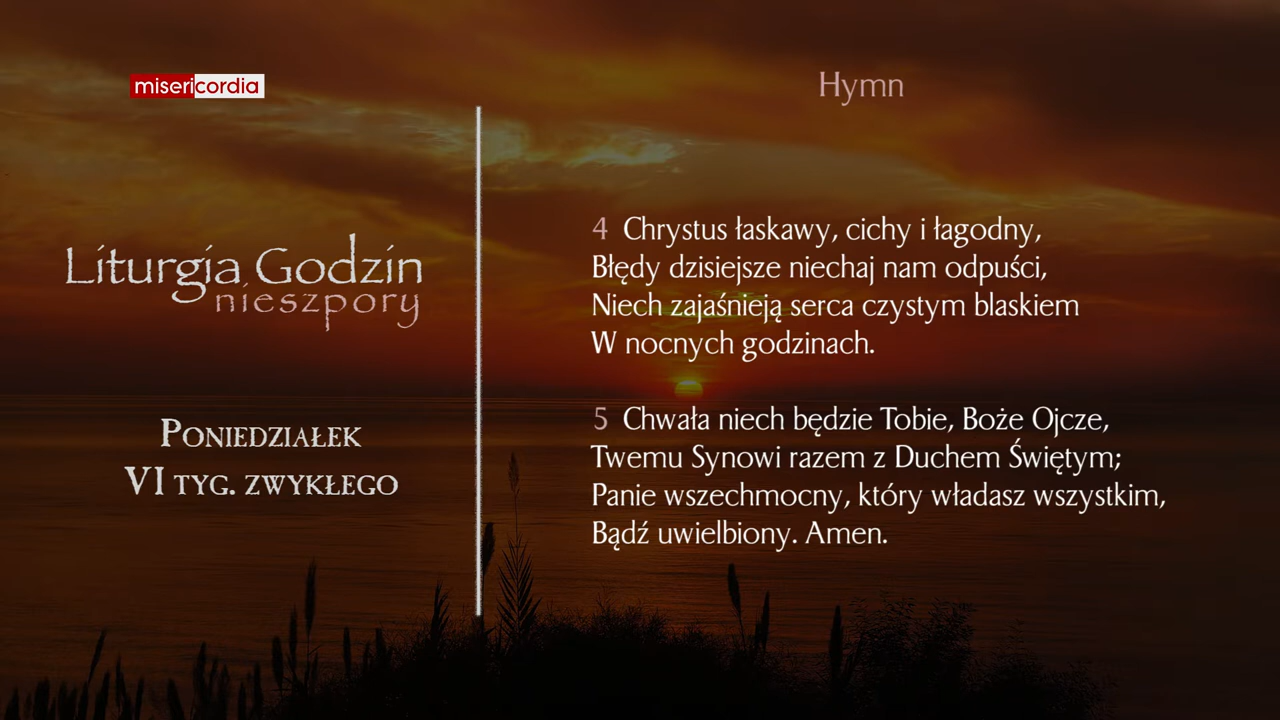 misericordia
Liturgia Godzin
nieszpory
Poniedziałek
VI tyg. zwykłego
Hymn
4 Chrystus łaskawy, cichy i łagodny,
Błędy dzisiejsze niechaj nam odpuści,
Niech zajaśnieją serca czystym blaskiem
W nocnych godzinach.
5 Chwała niech będzie Tobie, Boże Ojcze,
Twemu Synowi razem z Duchem Świętym;
Panie wszechmocny, który władasz wszystkim,
Bądź uwielbiony. Amen.